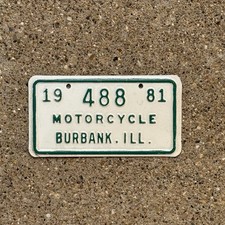 19 488 81
MOTORCYCLE
BURBANK. ILL.